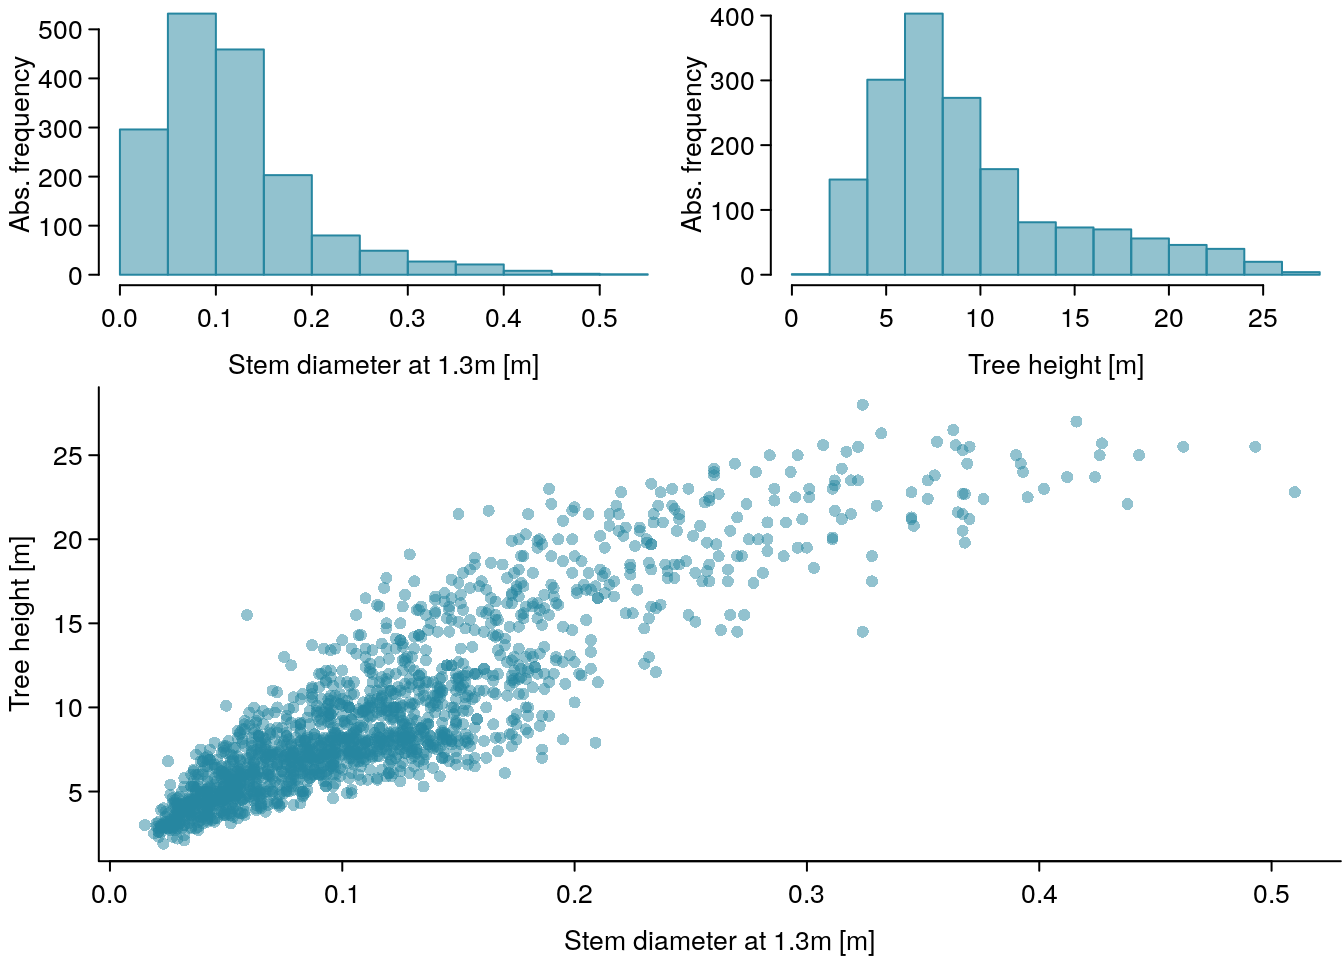 Abs. frequency
500
400
300
200
100
0
0.0 0.1 0.2 0.3 0.4 0.5
Stem diameter at 1.3m [m]
Abs. frequency
400
300
200
100
0
0 5 10 15 20 25
Tree height [m]
Tree height [m]
25
20
15
10
5
0.0 0.1 0.2 0.3 0.4 0.5
Stem diameter at 1.3m [m]